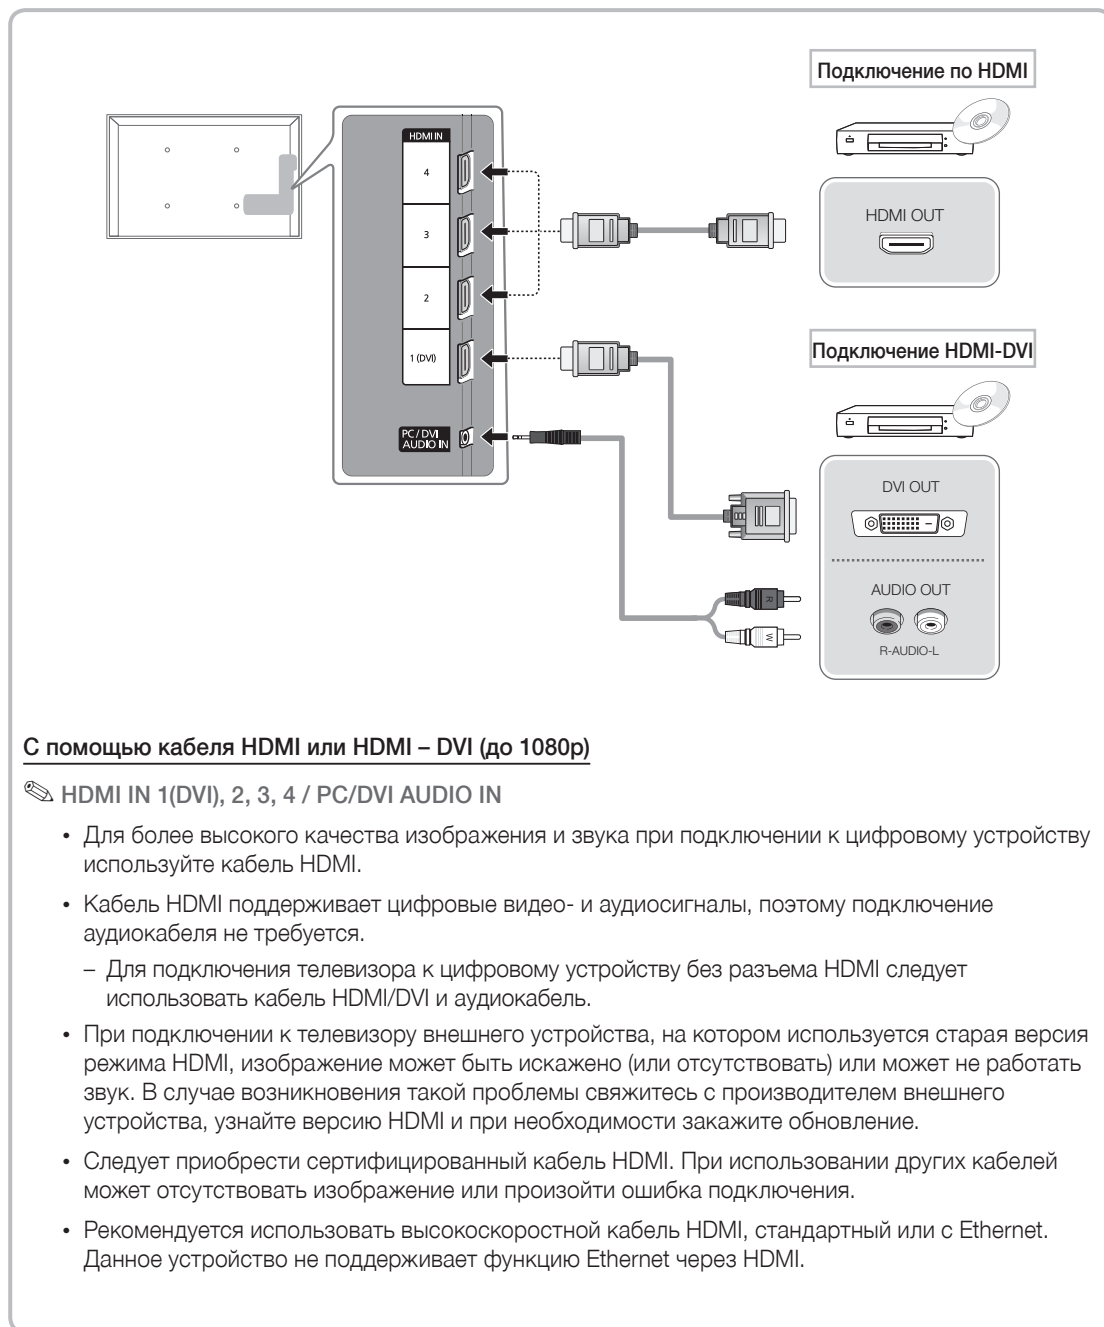 Подключение по HDMI
HDMI IN
4
3
2
1 (DVI)
PC / DVI
AUDIO IN
HDMI OUT
Подключение HDMI-DVI
DVI OUT
AUDIO OUT
R-AUDIO-L
R
W
С помощью кабеля HDMI или HDMI – DVI (до 1080p)
HDMI IN 1(DVI), 2, 3, 4 / PC/DVI AUDIO IN
• Для более высокого качества изображения и звука при подключении к цифровому устройству
используйте кабель HDMI.
• Кабель HDMI поддерживает цифровые видео- и аудиосигналы, поэтому подключение
аудиокабеля не требуется.
– Для подключения телевизора к цифровому устройству без разъема HDMI следует
использовать кабель HDMI/DVI и аудиокабель.
• При подключении к телевизору внешнего устройства, на котором используется старая версия
режима HDMI, изображение может быть искажено (или отсутствовать) или может не работать
звук. В случае возникновения такой проблемы свяжитесь с производителем внешнего
устройства, узнайте версию HDMI и при необходимости закажите обновление.
• Следует приобрести сертифицированный кабель HDMI. При использовании других кабелей
может отсутствовать изображение или произойти ошибка подключения.
• Рекомендуется использовать высокоскоростной кабель HDMI, стандартный или с Ethernet.
Данное устройство не поддерживает функцию Ethernet через HDMI.